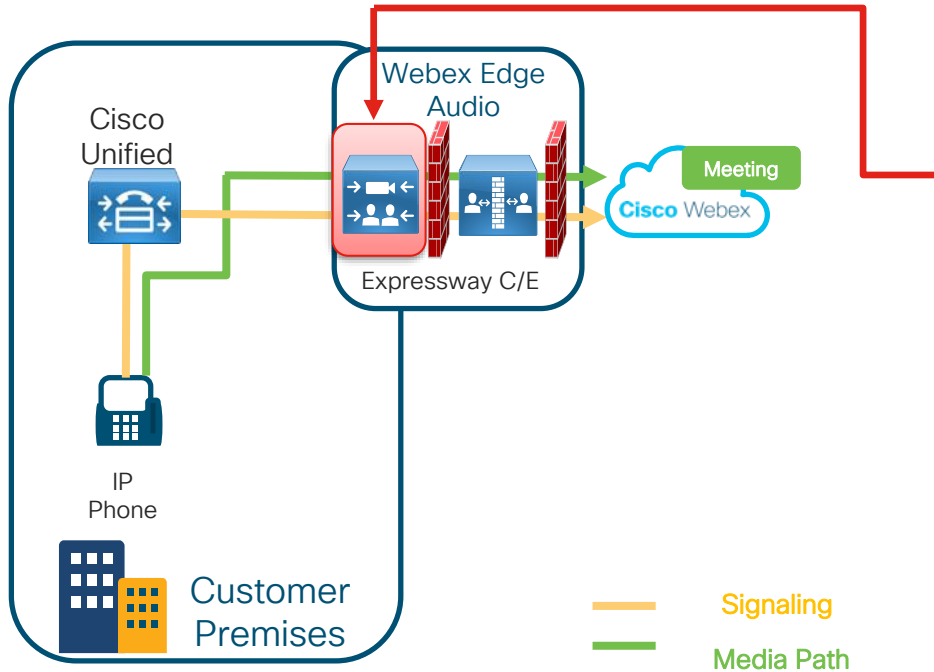 Webex Edge
Audio
Cisco
Unified
Meeting
Cisco Webex
Expressway C/E
IP
Phone
Customer
Premises
Signaling
Media Path